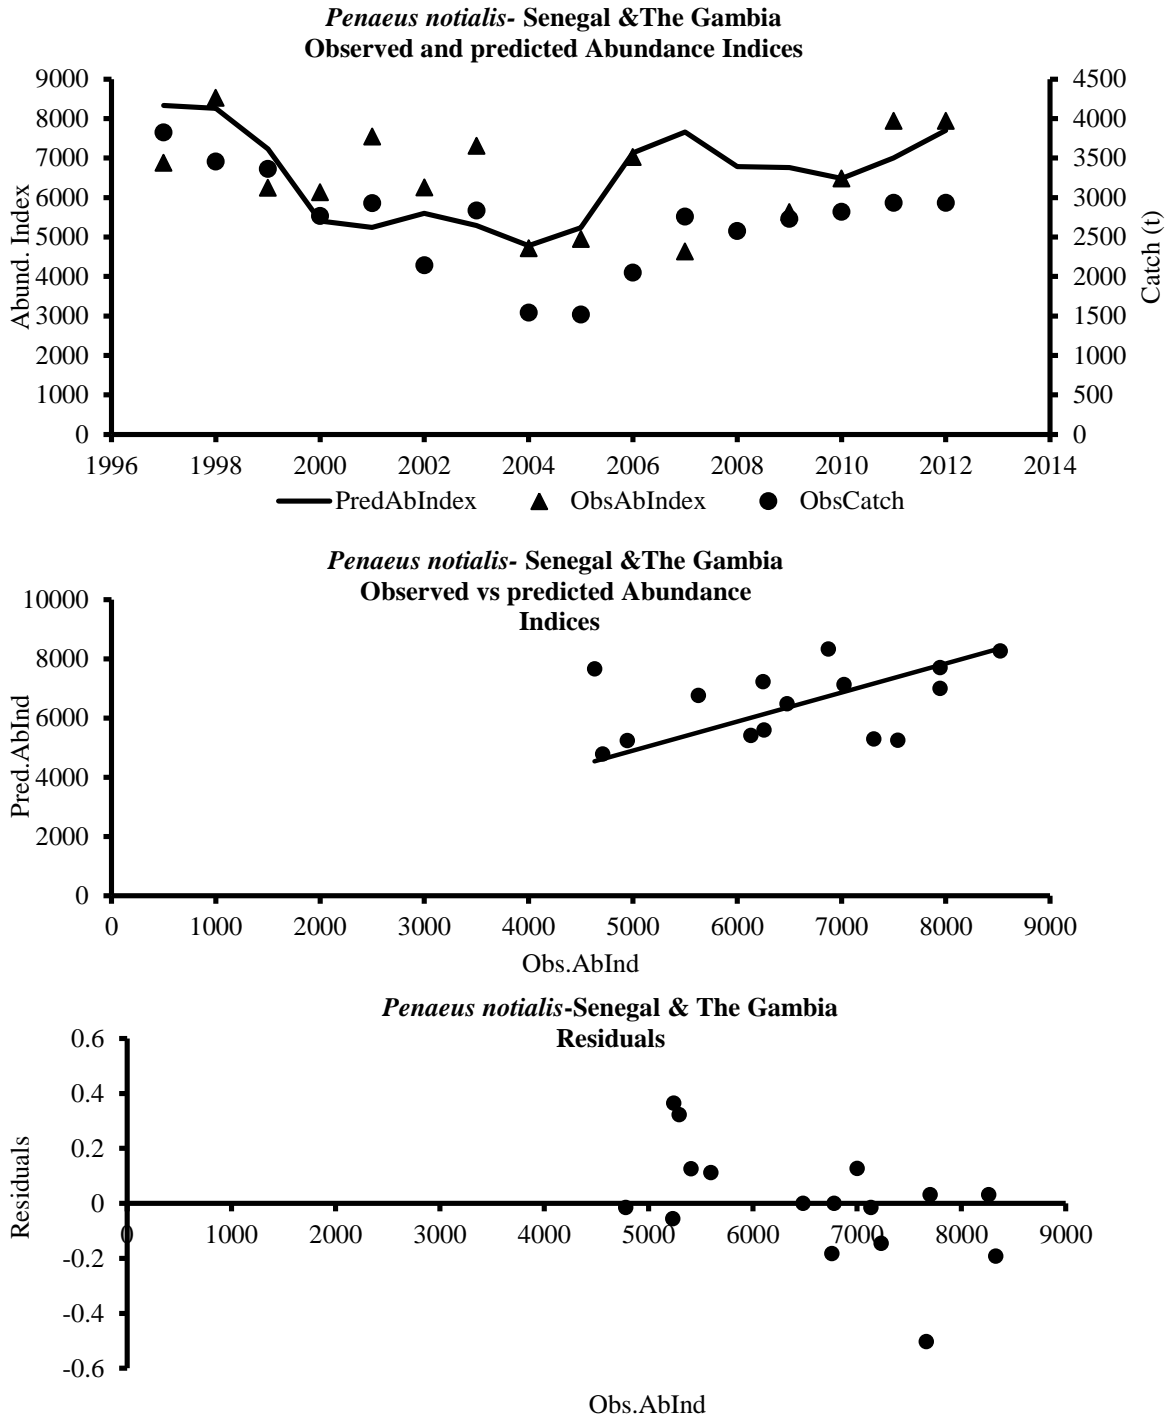 Penaeus notialis- Senegal &The Gambia
Observed and predicted Abundance Indices
9000
8000
7000
6000
5000
4000
3000
2000
1000
0
Abund. Index
4500
4000
3500
3000
2500
2000
1500
1000
500
0
Catch (t)
1996 1998 2000 2002 2004 2006 2008 2010 2012 2014
PredAbIndex ObsAbIndex ObsCatch
Penaeus notialis- Senegal &The Gambia
Observed vs predicted Abundance
Indices
10000
8000
6000
4000
2000
0
Pred.AbInd
0 1000 2000 3000 4000 5000 6000 7000 8000 9000
Obs.AbInd
Penaeus notialis-Senegal & The Gambia
Residuals
0.6
0.4
0.2
0
-0.2
-0.4
-0.6
Residuals
0 1000 2000 3000 4000 5000 6000 7000 8000 9000
Obs.AbInd